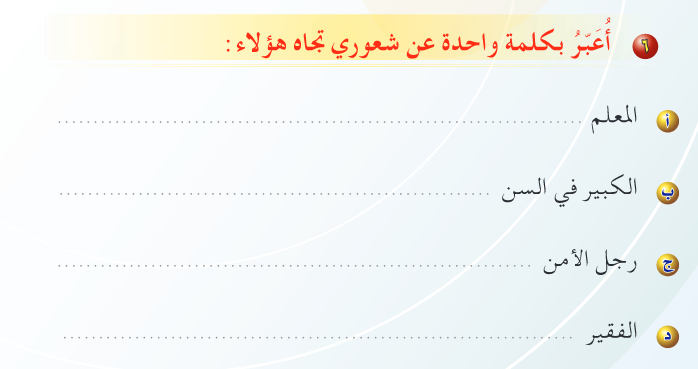 ٦ أُعَبّرُ بكلمة واحدة عن شعوري تجاه هؤلاء:
أ المعلم ........................................................................
ب الكبير في السن ............................................................
ج رجل الأمن ..................................................................
د الفقير ........................................................................